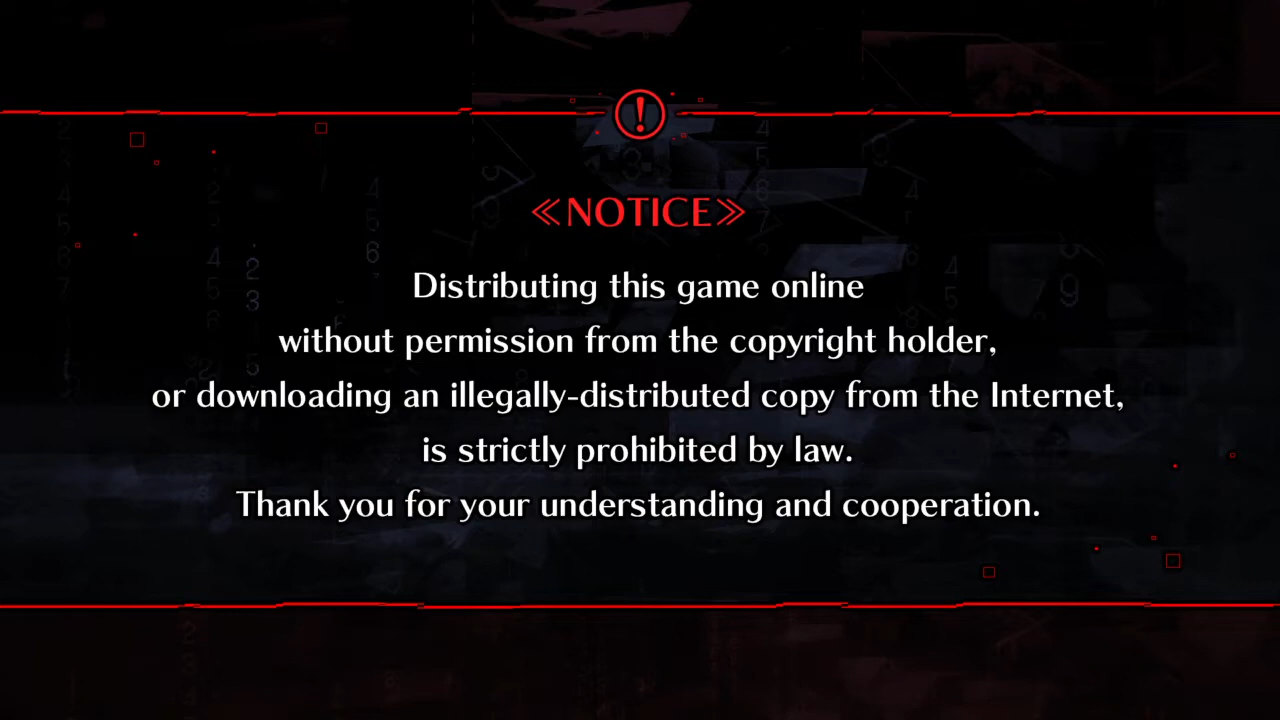 ≪NOTICE≫
Distributing this game online
without permission from the copyright holder,
or downloading an illegally-distributed copy from the Internet,
is strictly prohibited by law.
Thank you for your understanding and cooperation.